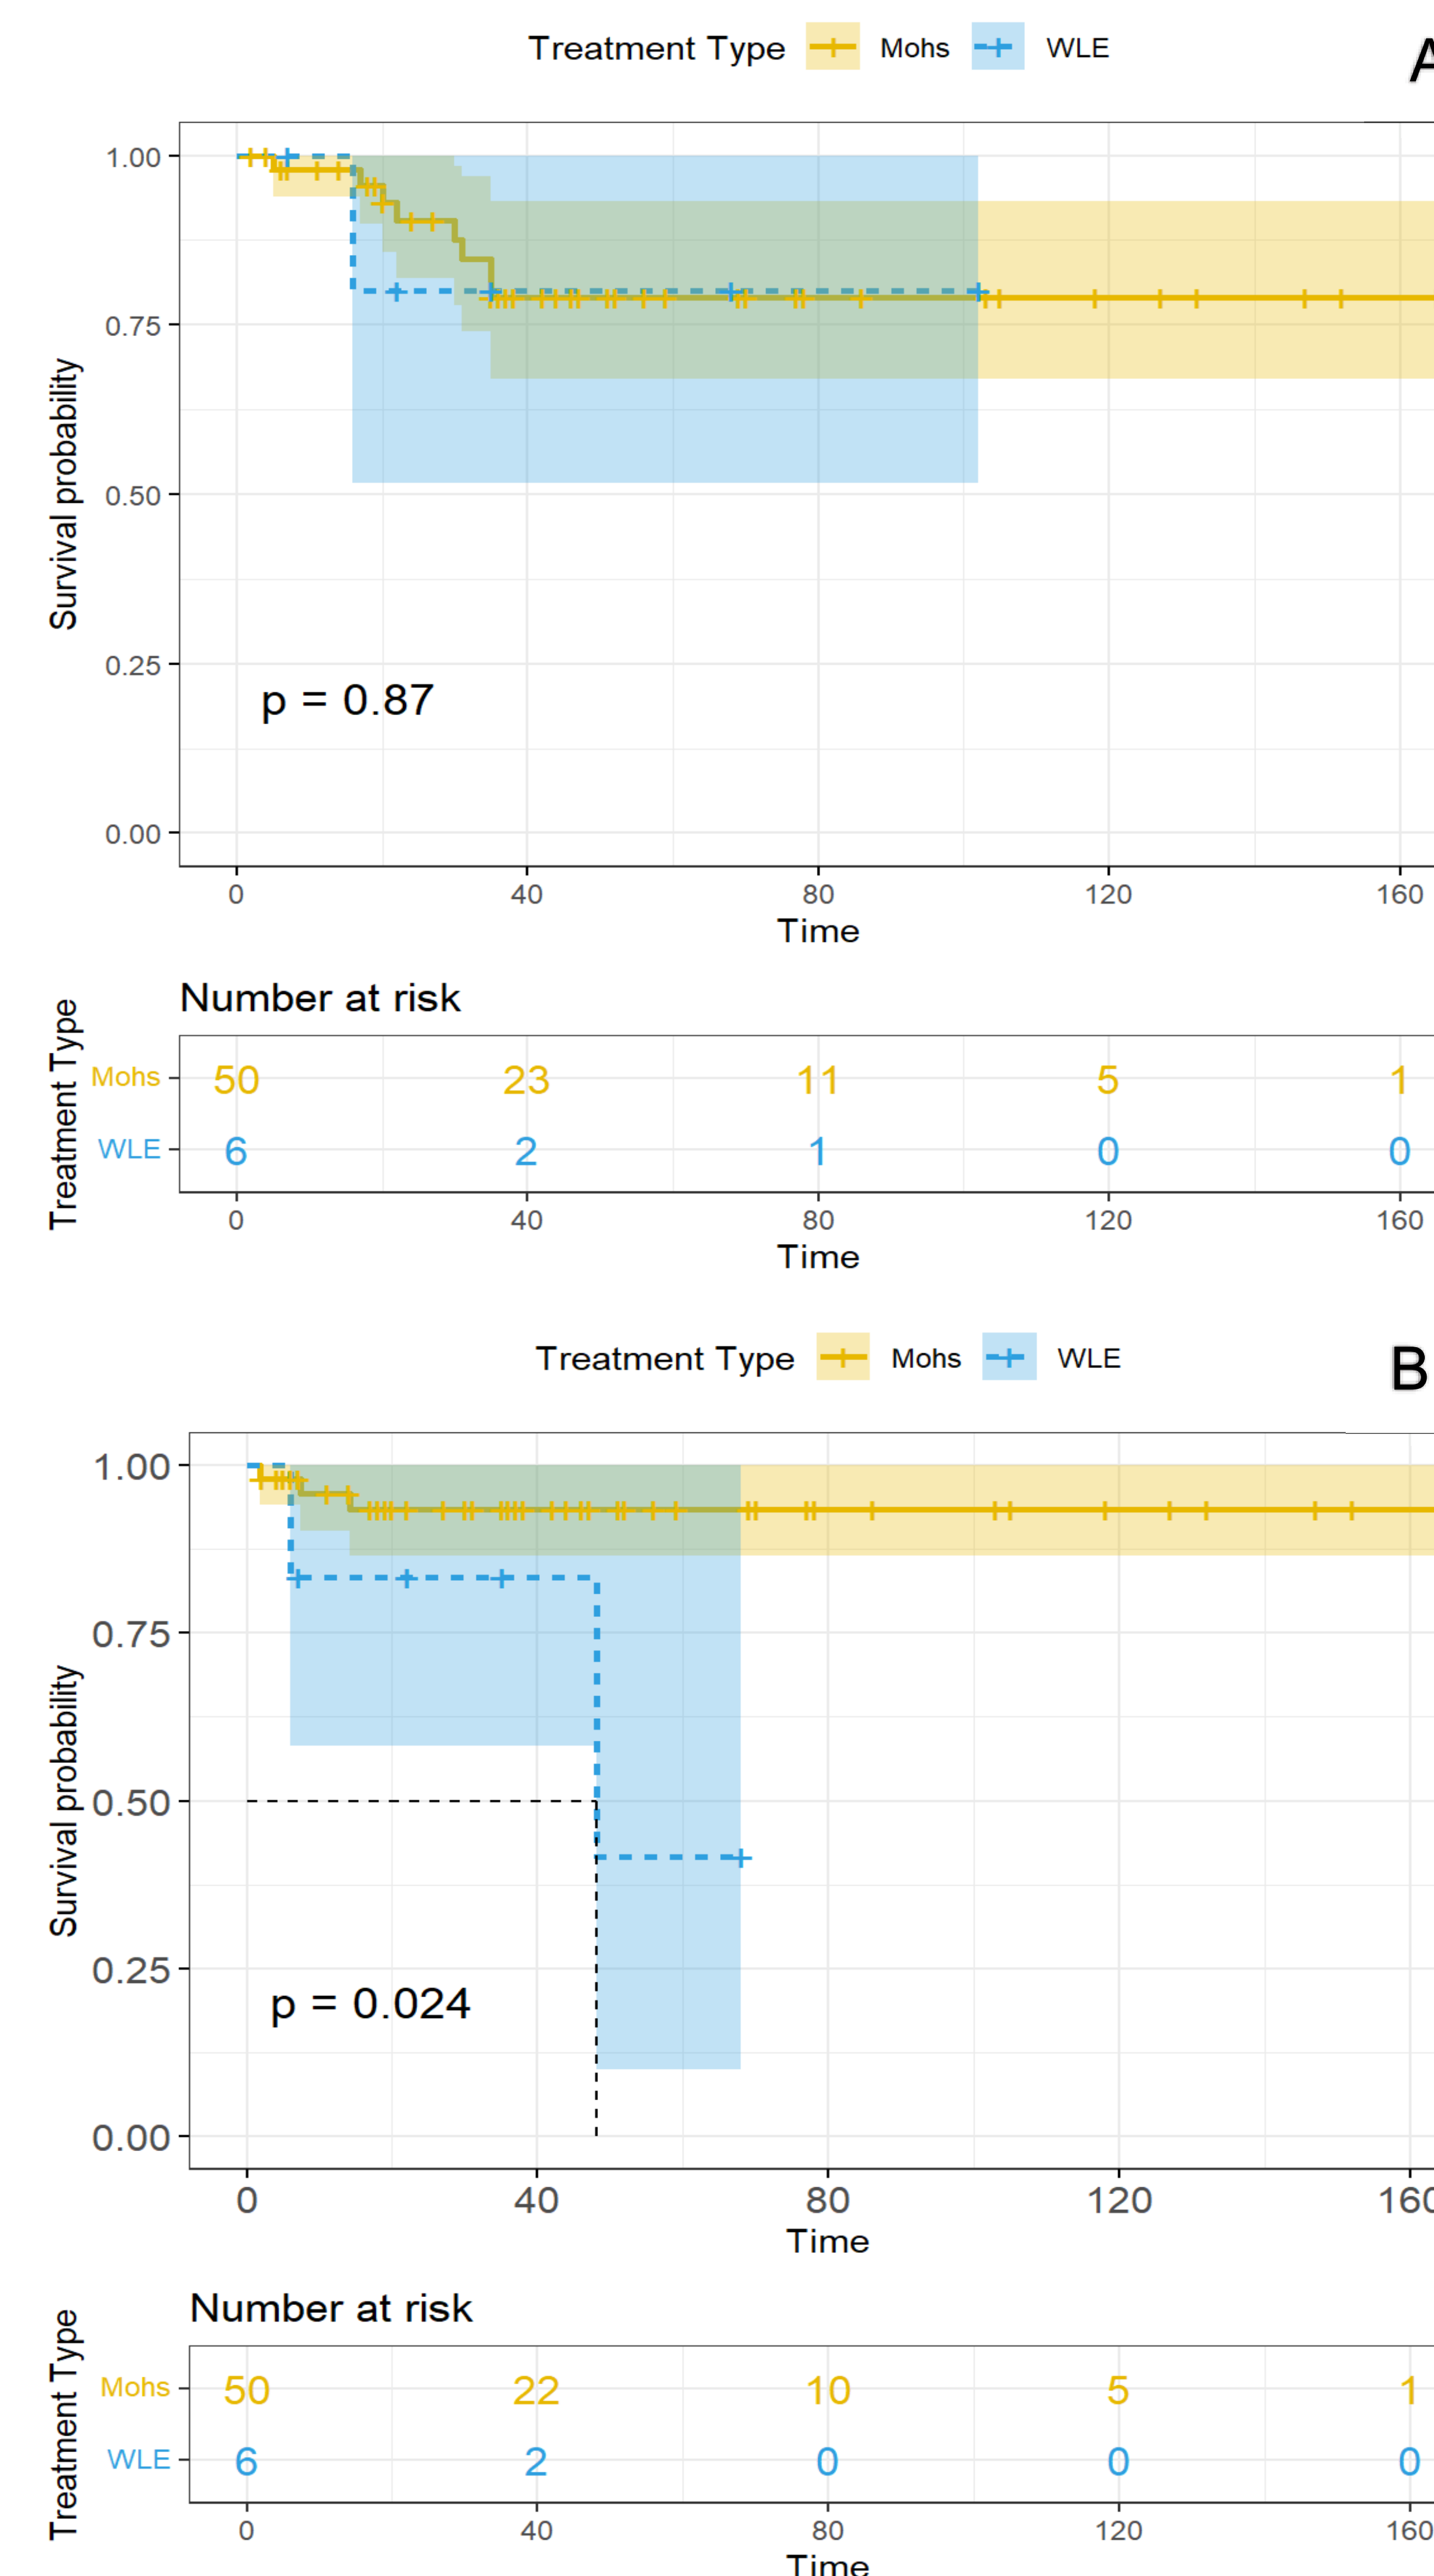 Treatment Type Mohs WLE
A
1.00
0.75
0.50
0.25
0.00
Survival probability
p = 0.87
0 40 80 120 160
Time
Number at risk
Treatment Type
Mohs 50 23 11 5 1
WLE 6 2 1 0 0
0 40 80 120 160
Time
Treatment Type Mohs WLE
B
1.00
0.75
0.50
0.25
0.00
Survival probability
p = 0.024
0 40 80 120 160
Time
Number at risk
Treatment Type
Mohs 50 22 10 5 1
WLE 6 2 0 0 0
0 40 80 120 160
Time